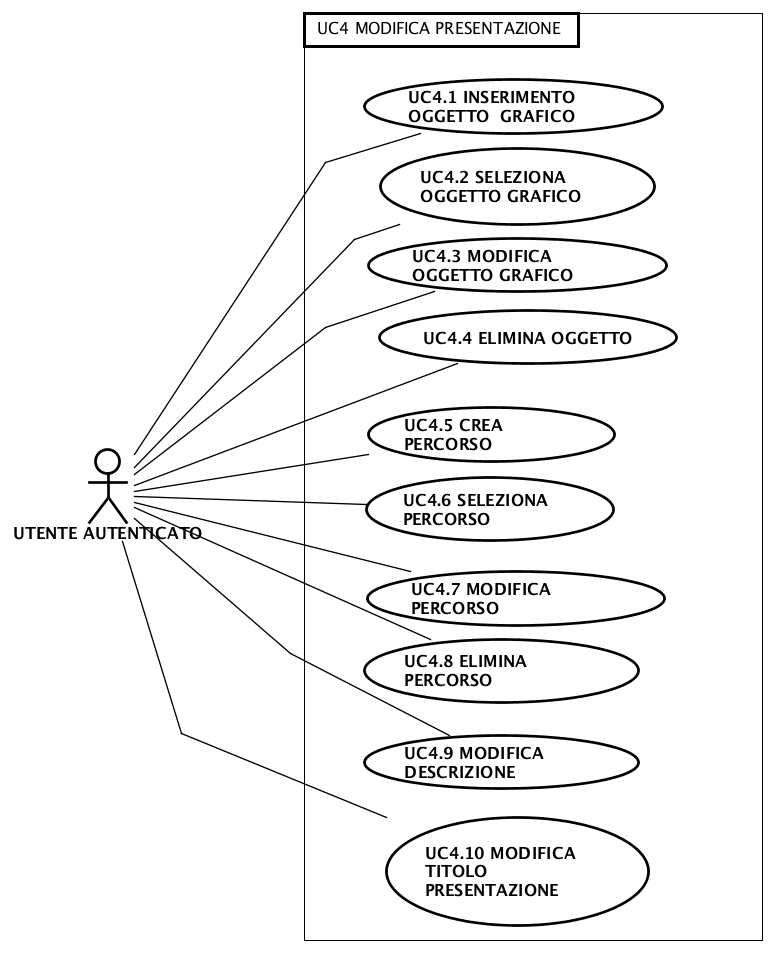 UC4 MODIFICA PRESENTAZIONE
UC4.1 INSERIMENTO
OGGETTO GRAFICO
UC4.2 SELEZIONA
OGGETTO GRAFICO
UC4.3 MODIFICA
OGGETTO GRAFICO
UC4.4 ELIMINA OGGETTO
UC4.5 CREA
PERCORSO
UC4.6 SELEZIONA
PERCORSO
UTENTE AUTENTICATO
UC4.7 MODIFICA
PERCORSO
UC4.8 ELIMINA
PERCORSO
UC4.9 MODIFICA
DESCRIZIONE
UC4.10 MODIFICA
TITOLO
PRESENTAZIONE